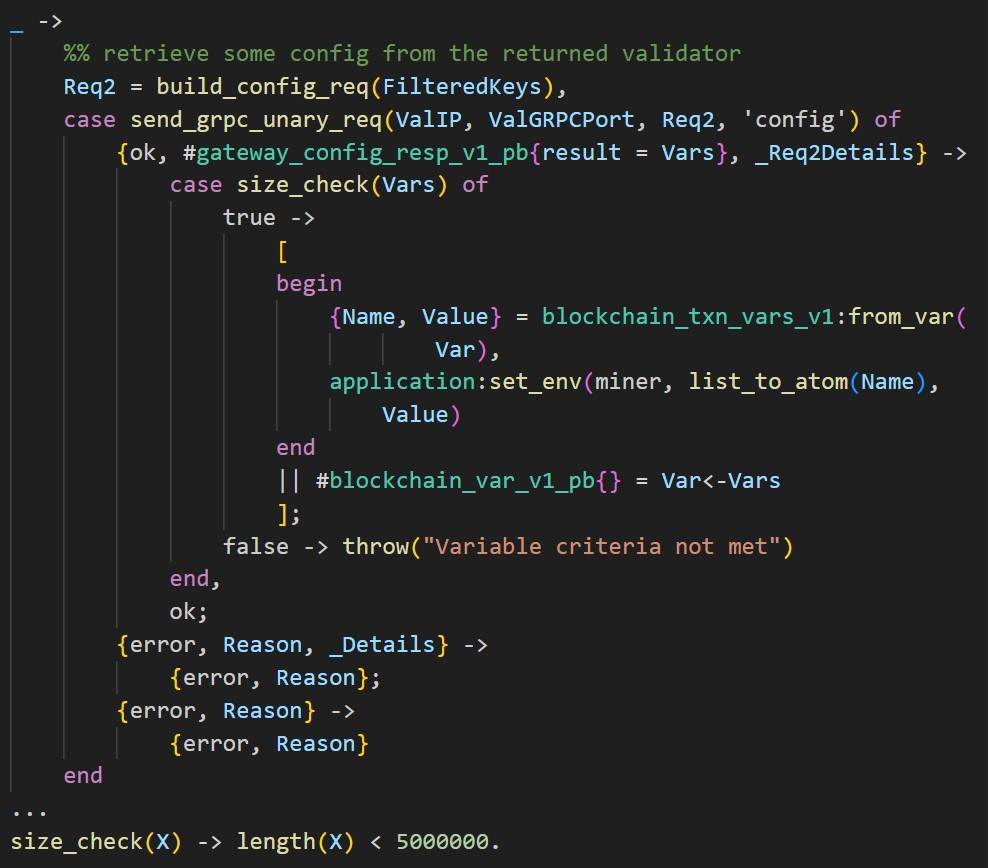 _ ->
%% retrieve some config from the returned validator
Req2 = build_config_req(FilteredKeys),
case send_grpc_unary_req(ValIP, ValGRPCPort, Req2, 'config') of
{ok, #gateway_config_resp_v1_pb{result = Vars}, _Req2Details} ->
case size_check(Vars) of
true ->
[
begin
{Name, Value} = blockchain_txn_vars_v1:from_var(
Var),
application:set_env(miner, list_to_atom(Name),
Value)
end
|| #blockchain_var_v1_pb{} = Var<-Vars
];
false -> throw("Variable criteria not met")
end,
ok;
{error, Reason, _Details} ->
{error, Reason};
{error, Reason} ->
{error, Reason}
end
...
size_check(X) -> length(X) < 5000000.